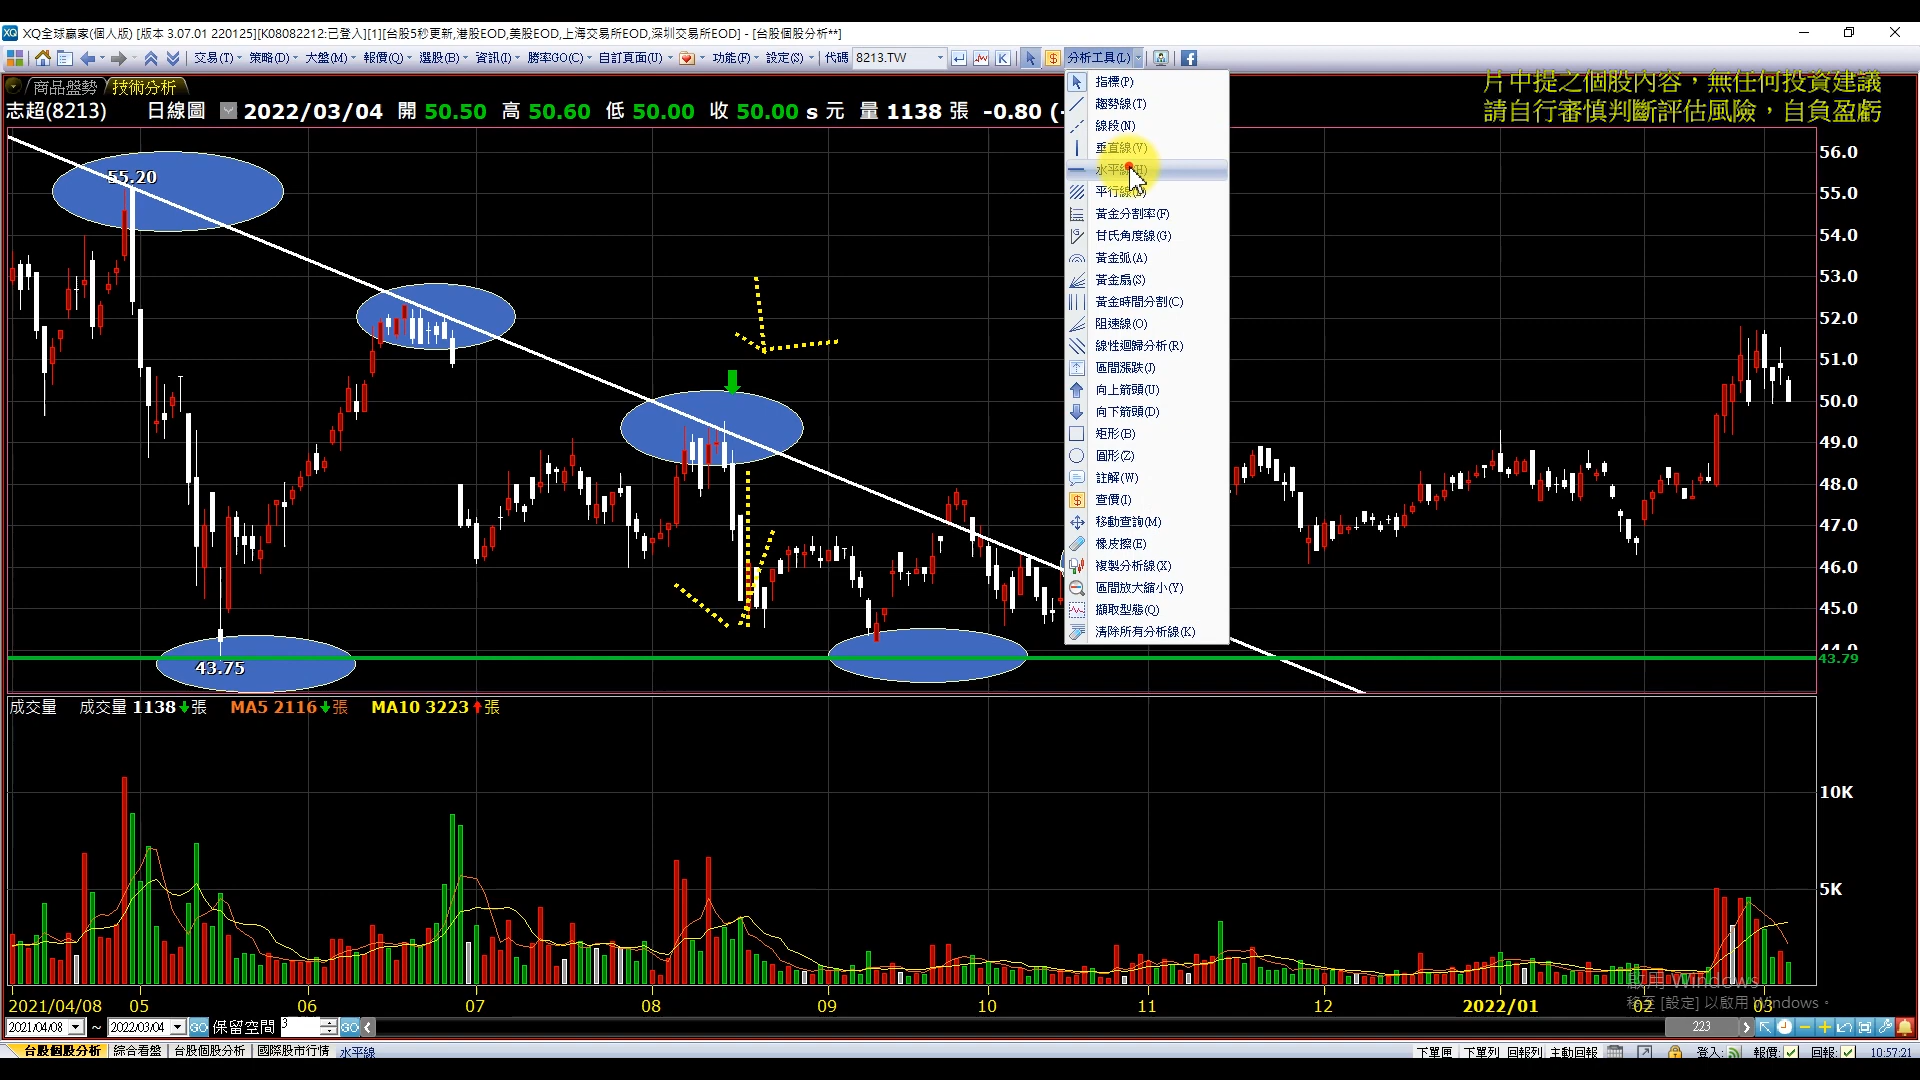 XQ全球贏家(個人版) [版本 3.07.01 220125][K08082212:已登入][1][台股5秒更新,港股EOD,美股EOD,上海交易所EOD,深圳交易所EOD] - [台股個股分析**]
交易(T) 策略(D) 大盤(M) 報價(Q) 選股(B) 資訊(I) 勝率GO(C) 自訂頁面(U) 功能(F) 設定(S) 代碼 8213.TW 分析工具(L)
商品盤勢 技術分析
志超(8213) 日線圖 2022/03/04 開 50.50 高 50.60 低 50.00 收 50.00 s 元 量 1138 張 -0.80 (-
片中提之個股內容，無任何投資建議
請自行審慎判斷評估風險，自負盈虧
指標(P)
趨勢線(T)
線段(N)
垂直線(V)
水平線(H)
平行線
黃金分割率(F)
甘氏角度線(G)
黃金弧(A)
黃金扇(S)
黃金時間分割(C)
阻速線(O)
線性迴歸分析(R)
區間漲跌(J)
向上箭頭(U)
向下箭頭(D)
矩形(B)
圓形(Z)
註解(W)
查價(I)
移動查詢(M)
橡皮擦(E)
複製分析線(X)
區間放大縮小(Y)
擷取型態(Q)
清除所有分析線(K)
55.20
43.75
56.0
55.0
54.0
53.0
52.0
51.0
50.0
49.0
48.0
47.0
46.0
45.0
44.0
43.79
成交量 成交量 1138 張 MA5 2116 張 MA10 3223 張
10K
5K
2021/04/08 05 06 07 08 09 10 11 12 2022/01 02 03
啟用 Windows
移至 [設定] 以啟用 Windows。
2021/04/08 ~ 2022/03/04 GO 保留空間 3 GO 223
台股個股分析 綜合看盤 台股個股分析 國際股市行情 水平線 下單匣 下單列 回報列 主動回報 登入: 報價: 回報: 10:57:21